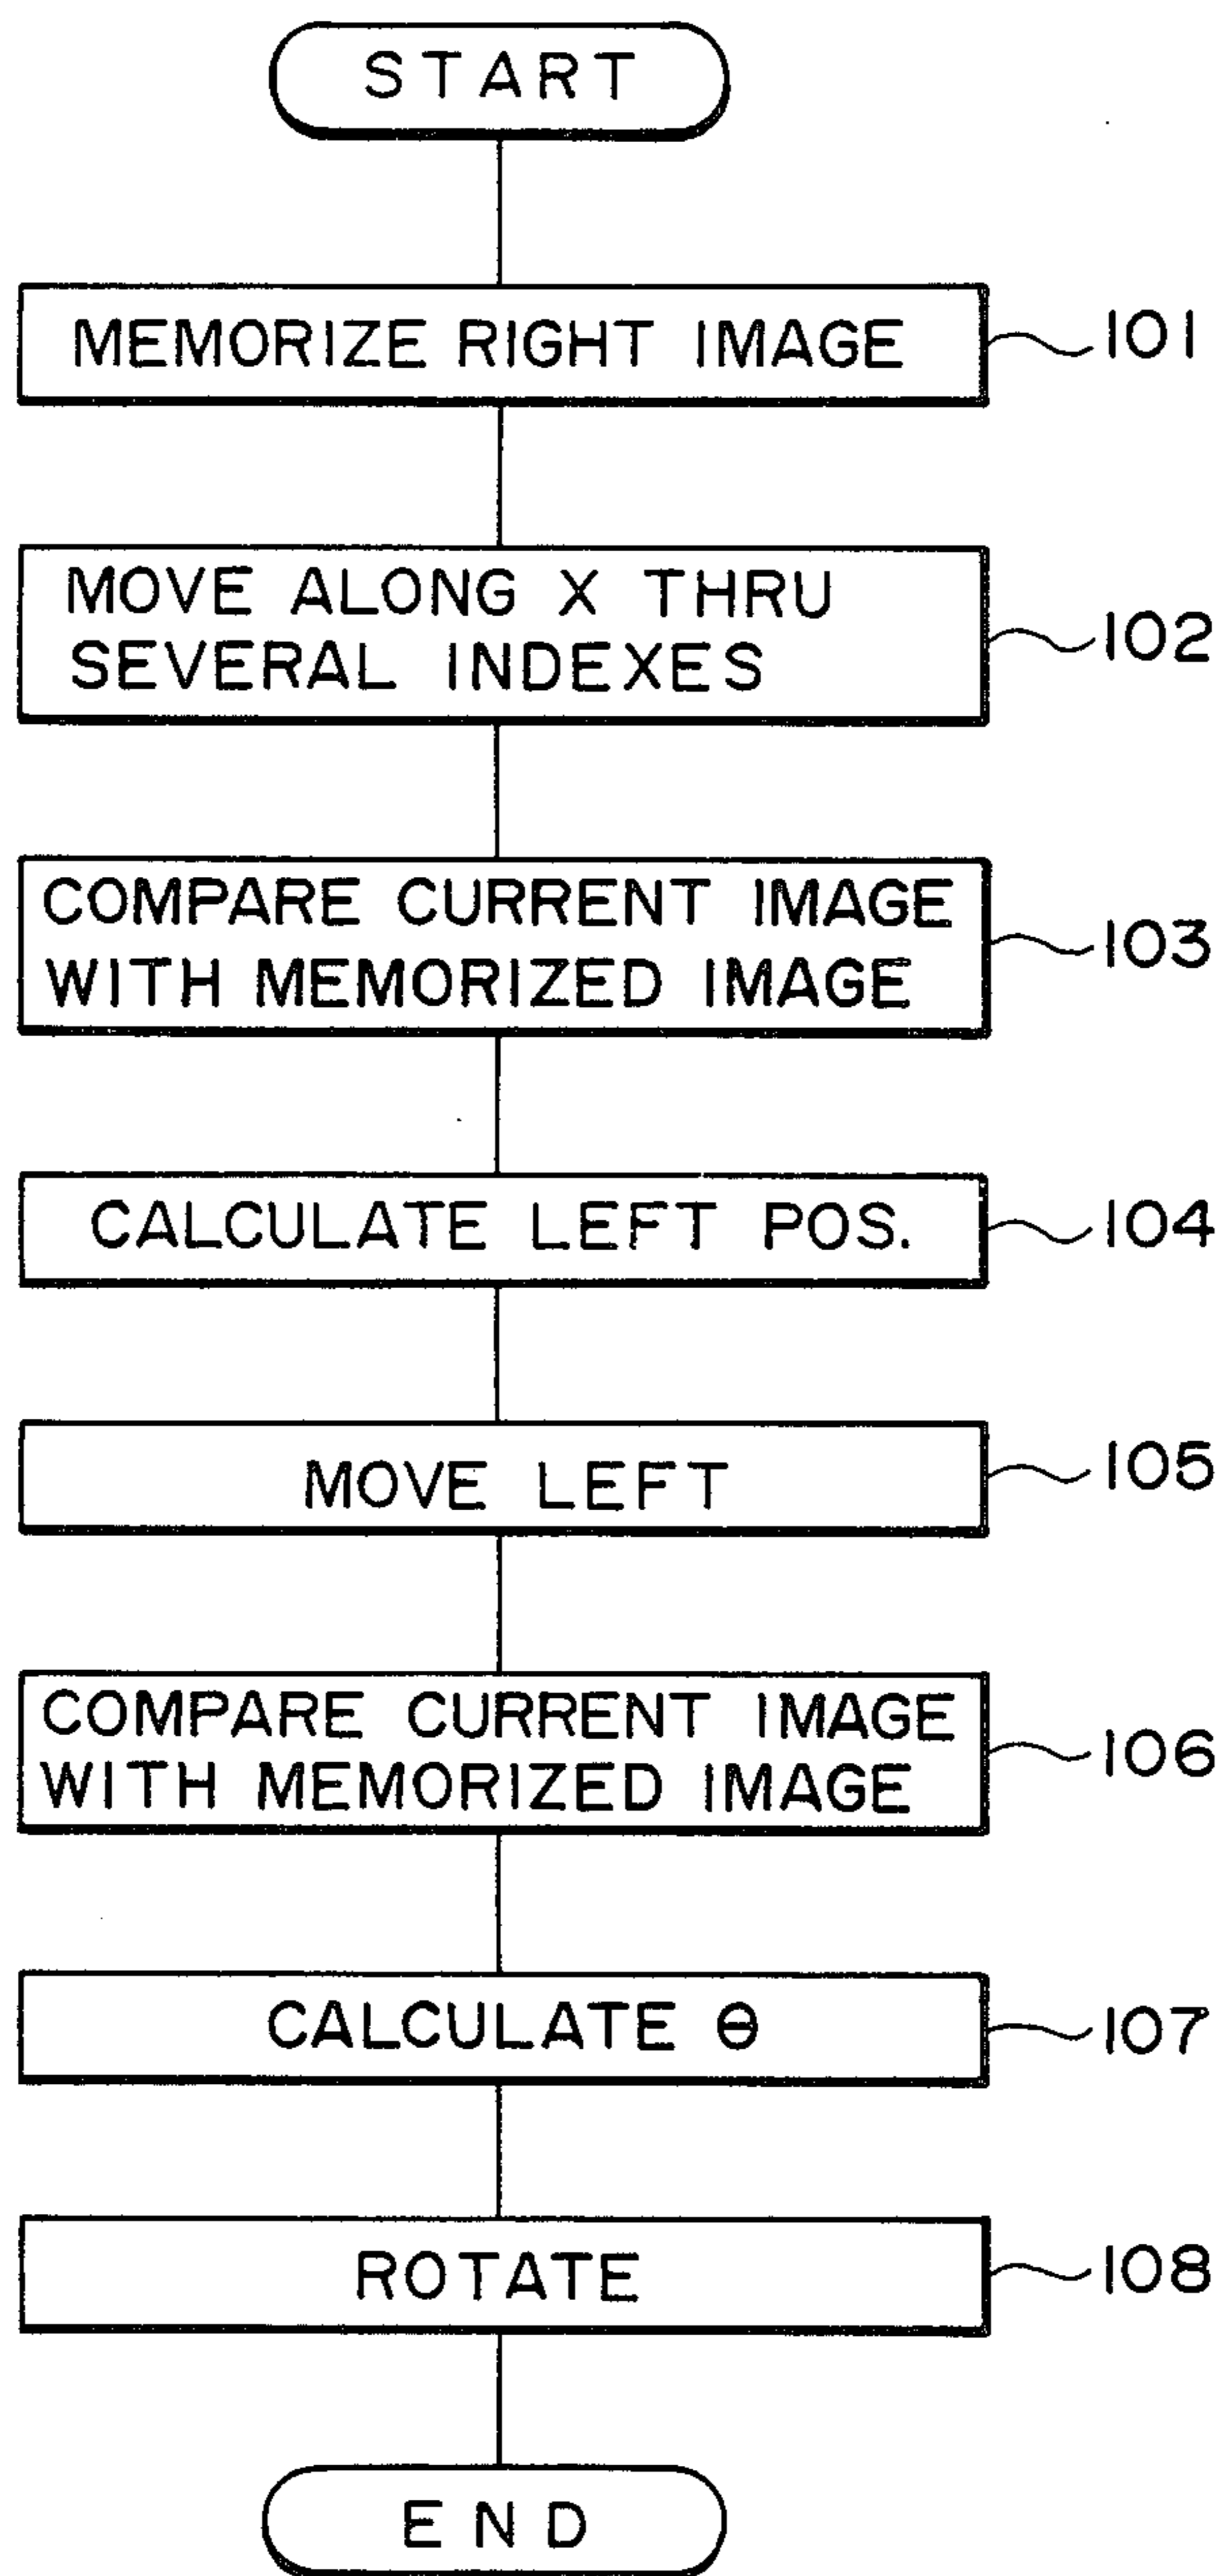 START
MEMORIZE RIGHT IMAGE
101
MOVE ALONG X THRU
SEVERAL INDEXES
102
COMPARE CURRENT IMAGE
WITH MEMORIZED IMAGE
103
CALCULATE LEFT POS.
104
MOVE LEFT
105
COMPARE CURRENT IMAGE
WITH MEMORIZED IMAGE
106
CALCULATE θ
107
ROTATE
108
END